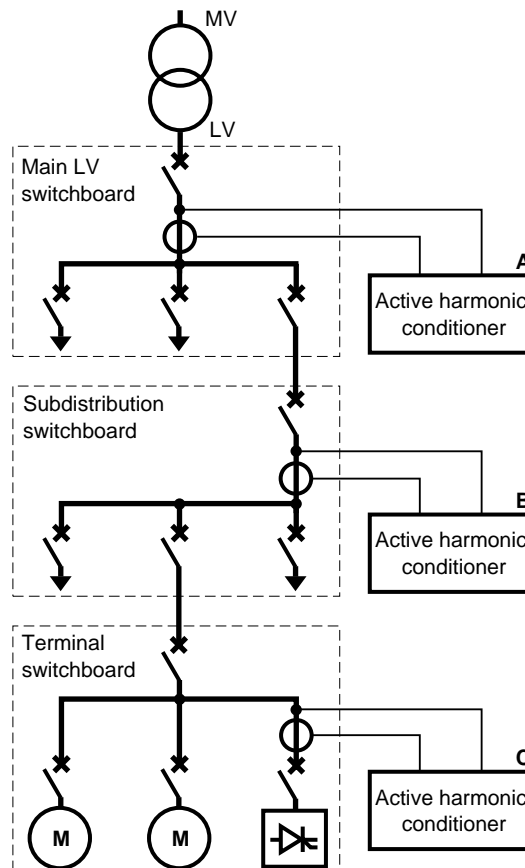 MV
LV
Main LV
switchboard
A
Active harmonic
conditioner
Subdistribution
switchboard
B
Active harmonic
conditioner
Terminal
switchboard
C
Active harmonic
conditioner
M
M